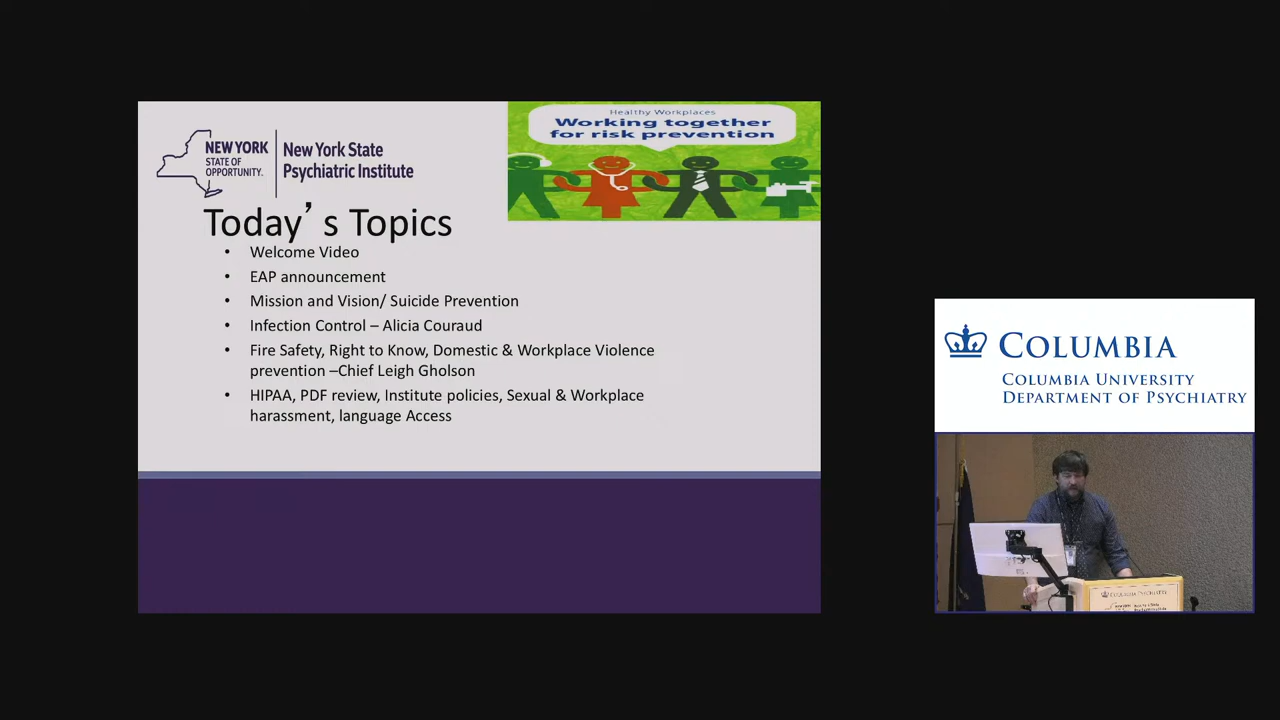 NEW YORK
STATE OF
OPPORTUNITY.
New York State
Psychiatric Institute
Healthy Workplaces
Working together
for risk prevention
Today’s Topics
• Welcome Video
• EAP announcement
• Mission and Vision/ Suicide Prevention
• Infection Control – Alicia Couraud
• Fire Safety, Right to Know, Domestic & Workplace Violence
prevention –Chief Leigh Gholson
• HIPAA, PDF review, Institute policies, Sexual & Workplace
harassment, language Access
COLUMBIA
COLUMBIA UNIVERSITY
DEPARTMENT OF PSYCHIATRY
COLUMBIA PSYCHIATRY